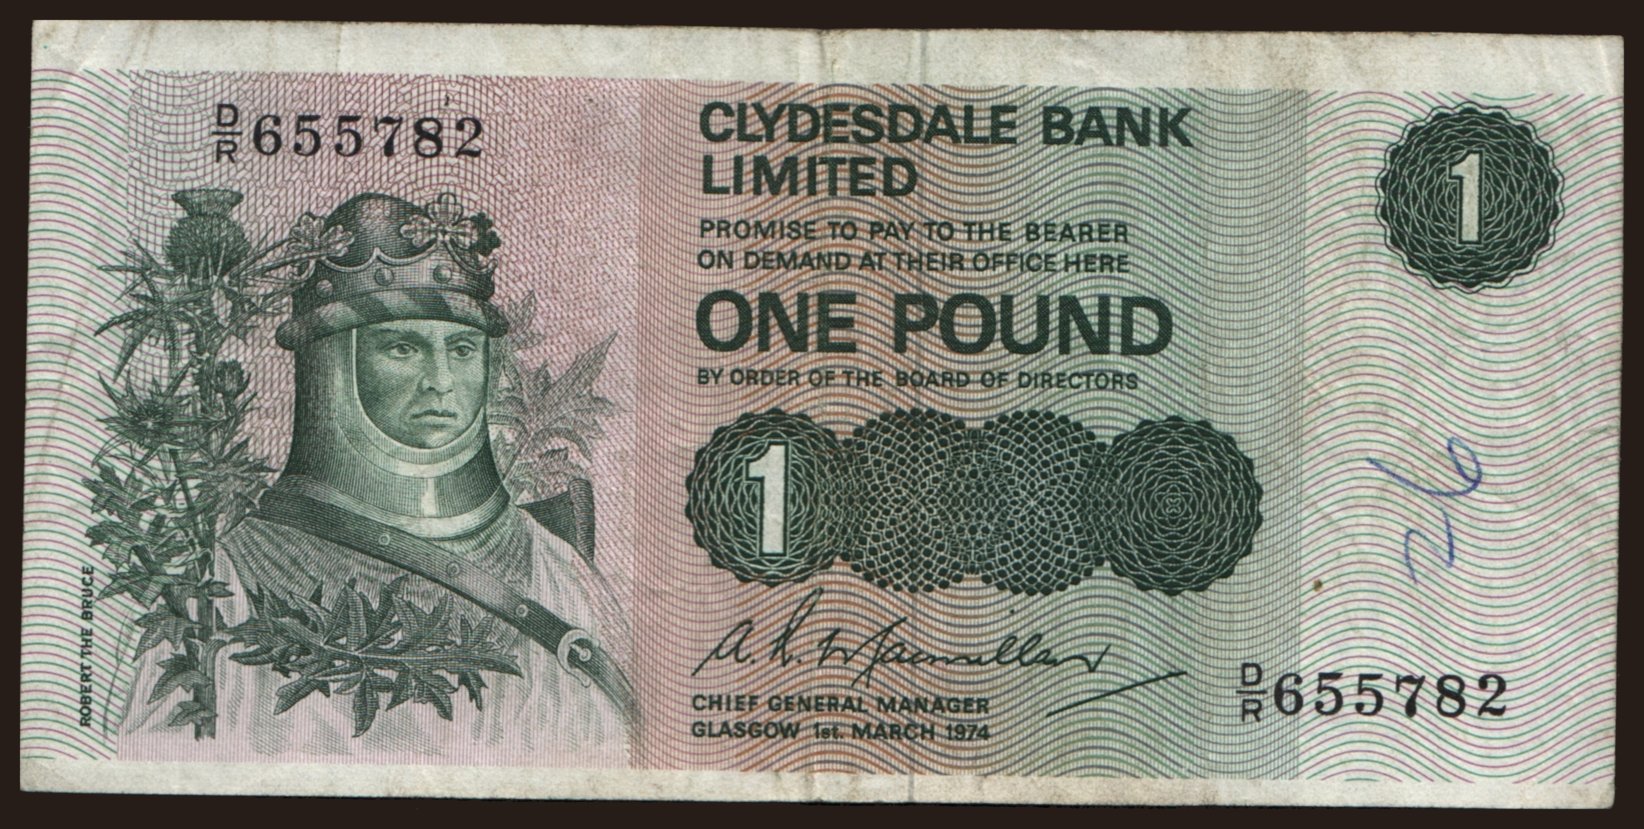 D/R 655782
CLYDESDALE BANK
LIMITED
PROMISE TO PAY TO THE BEARER
ON DEMAND AT THEIR OFFICE HERE
ONE POUND
BY ORDER OF THE BOARD OF DIRECTORS
1
1
26
A. R. Macmillan
CHIEF GENERAL MANAGER
GLASGOW 1st. MARCH 1974
D/R 655782
ROBERT THE BRUCE